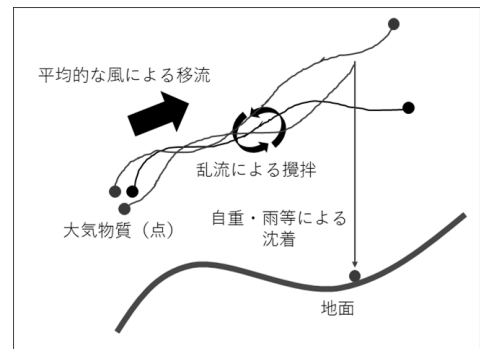 平均的な風による移流
乱流による攪拌
大気物質（点）
自重・雨等による
沈着
地面